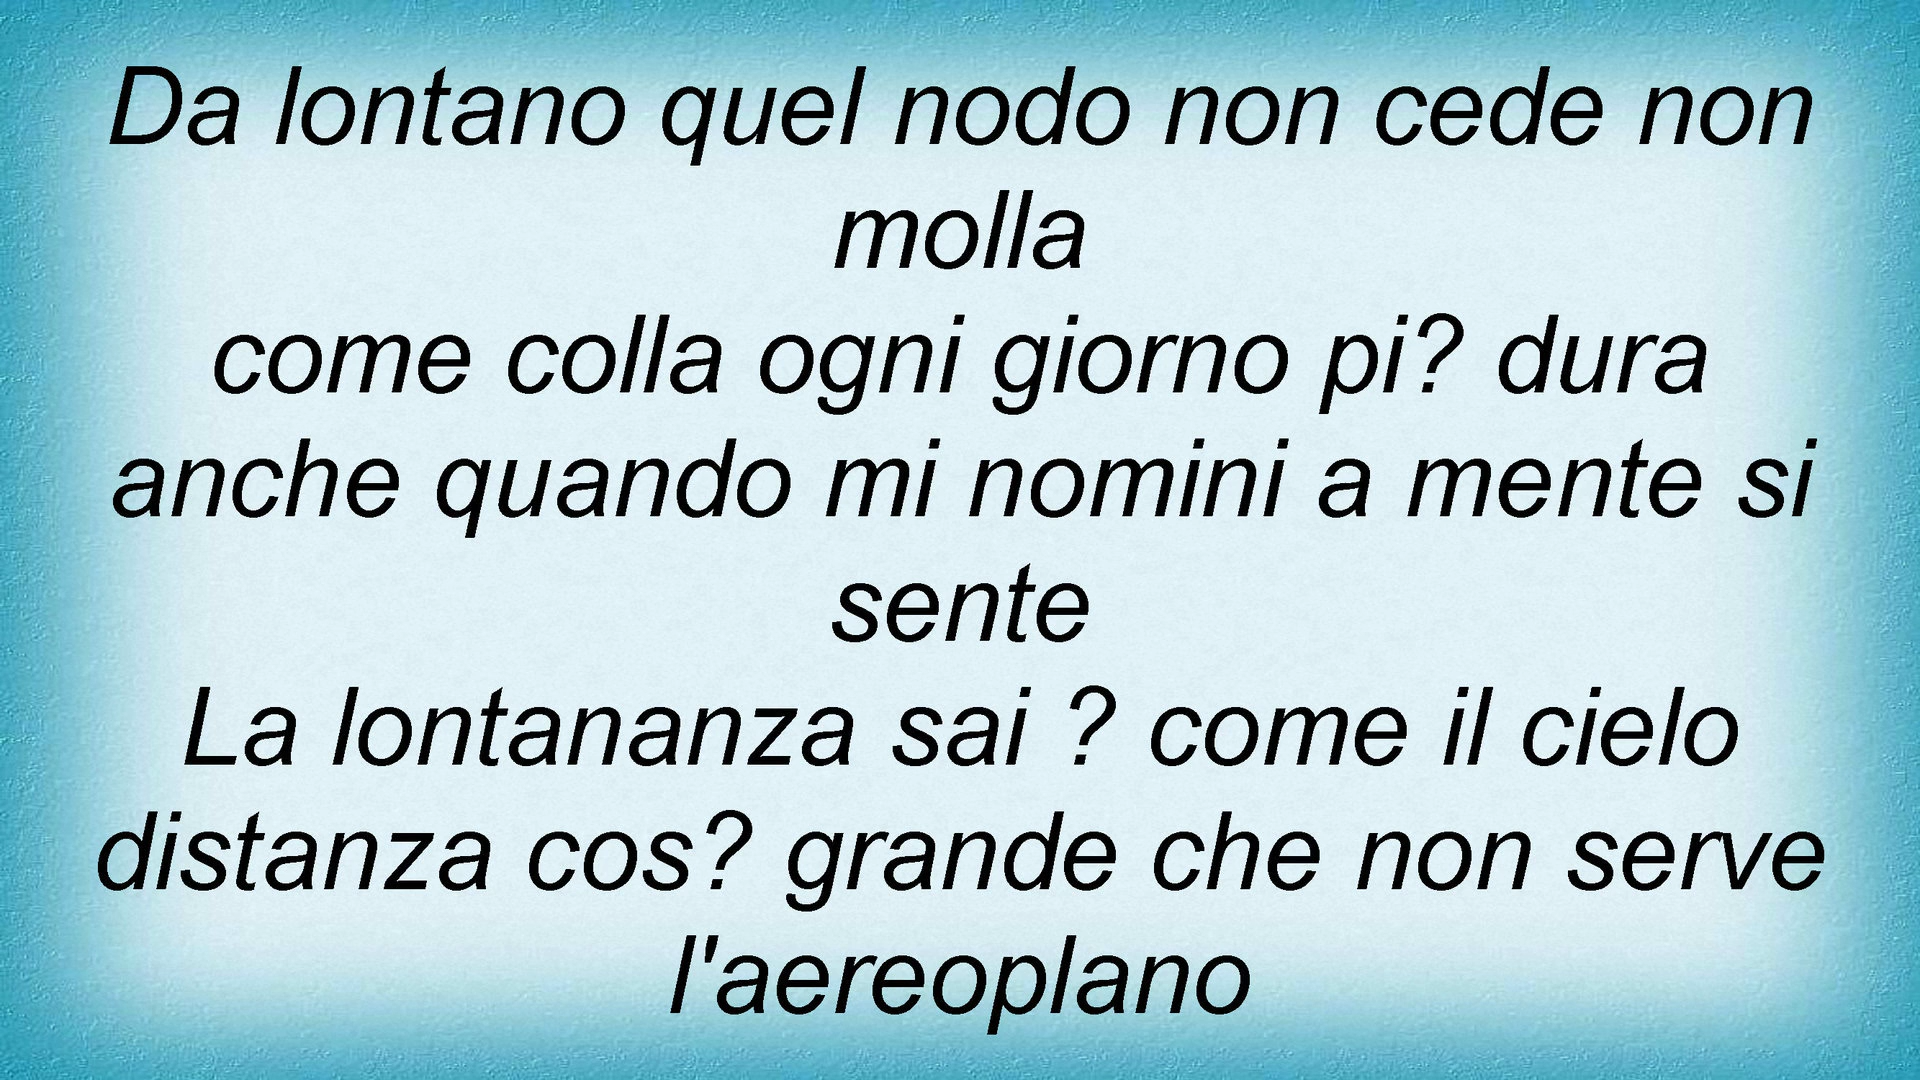 Da lontano quel nodo non cede non
molla
come colla ogni giorno pi? dura
anche quando mi nomini a mente si
sente
La lontananza sai ? come il cielo
distanza cos? grande che non serve
l'aereoplano